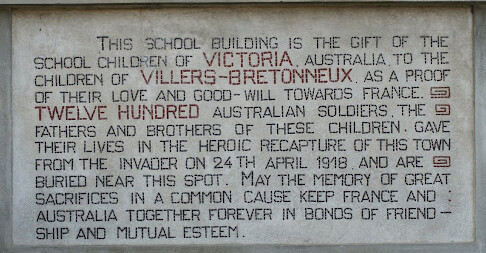 THIS SCHOOL BUILDING IS THE GIFT OF THE
SCHOOL CHILDREN OF VICTORIA, AUSTRALIA, TO THE
CHILDREN OF VILLERS-BRETONNEUX, AS A PROOF
OF THEIR LOVE AND GOOD-WILL TOWARDS FRANCE.
TWELVE HUNDRED AUSTRALIAN SOLDIERS, THE
FATHERS AND BROTHERS OF THESE CHILDREN, GAVE
THEIR LIVES IN THE HEROIC RECAPTURE OF THIS TOWN
FROM THE INVADER ON 24TH APRIL 1918, AND ARE
BURIED NEAR THIS SPOT. MAY THE MEMORY OF GREAT
SACRIFICES IN A COMMON CAUSE KEEP FRANCE AND :
AUSTRALIA TOGETHER FOREVER IN BONDS OF FRIEND-
SHIP AND MUTUAL ESTEEM.